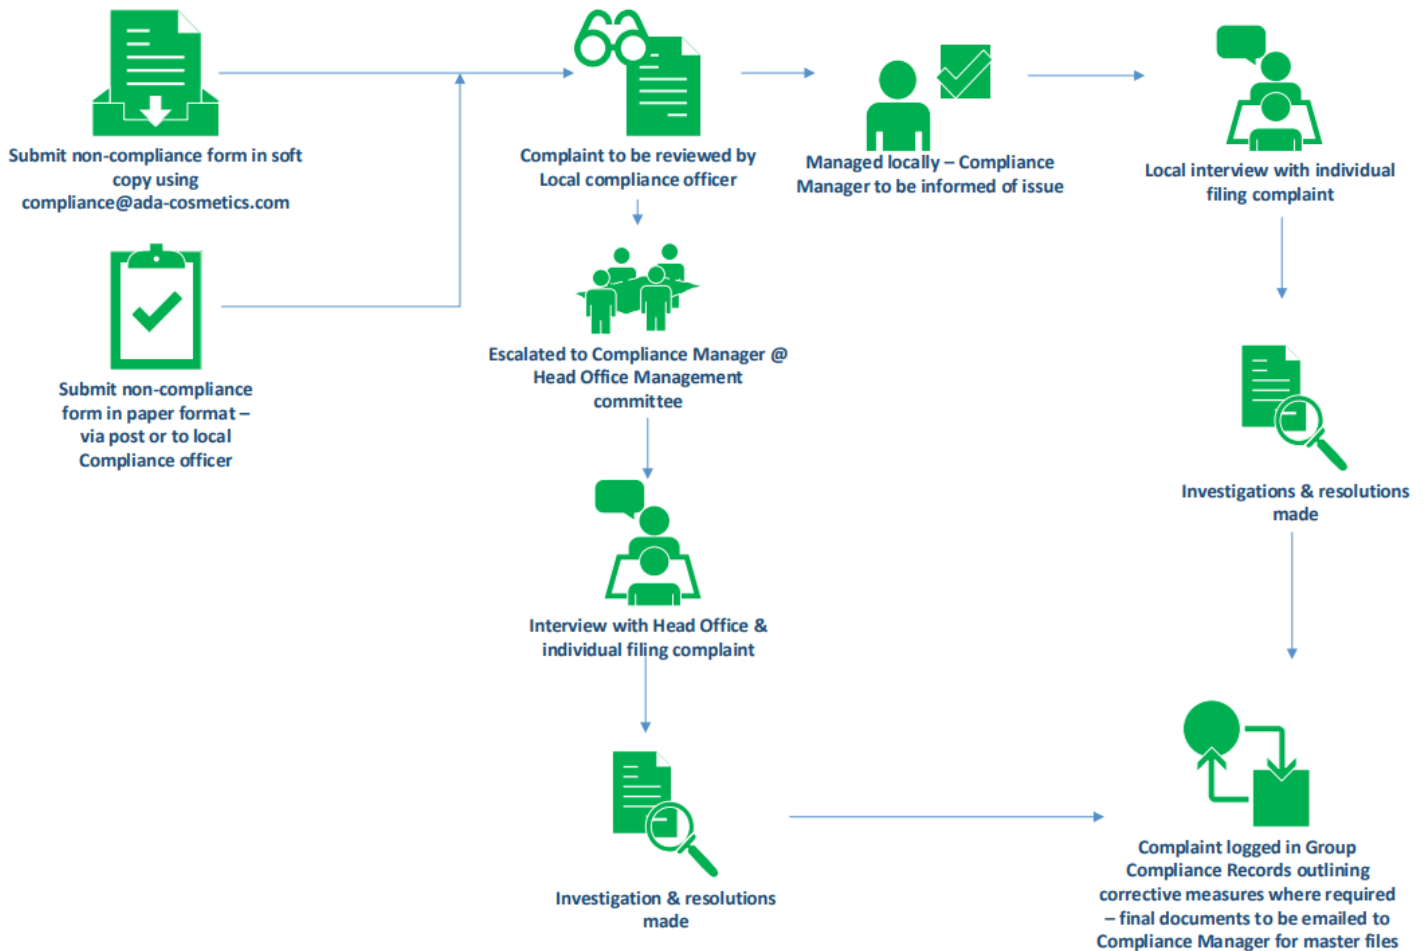 Submit non-compliance form in soft
copy using
compliance@ada-cosmetics.com
Complaint to be reviewed by
Local compliance officer
Managed locally – Compliance
Manager to be informed of issue
Local interview with individual
filing complaint
Submit non-compliance
form in paper format –
via post or to local
Compliance officer
Escalated to Compliance Manager @
Head Office Management
committee
Investigations & resolutions
made
Interview with Head Office &
individual filing complaint
Investigation & resolutions
made
Complaint logged in Group
Compliance Records outlining
corrective measures where required
– final documents to be emailed to
Compliance Manager for master files